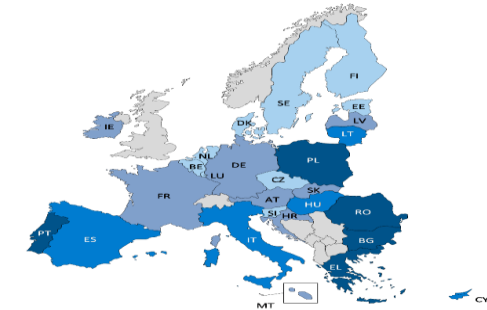 FI
SE
EE
LV
DK
LT
IE
NL
BE
DE
PL
LU
CZ
SK
FR
AT
HU
SI
HR
RO
PT
ES
IT
BG
EL
MT
CY